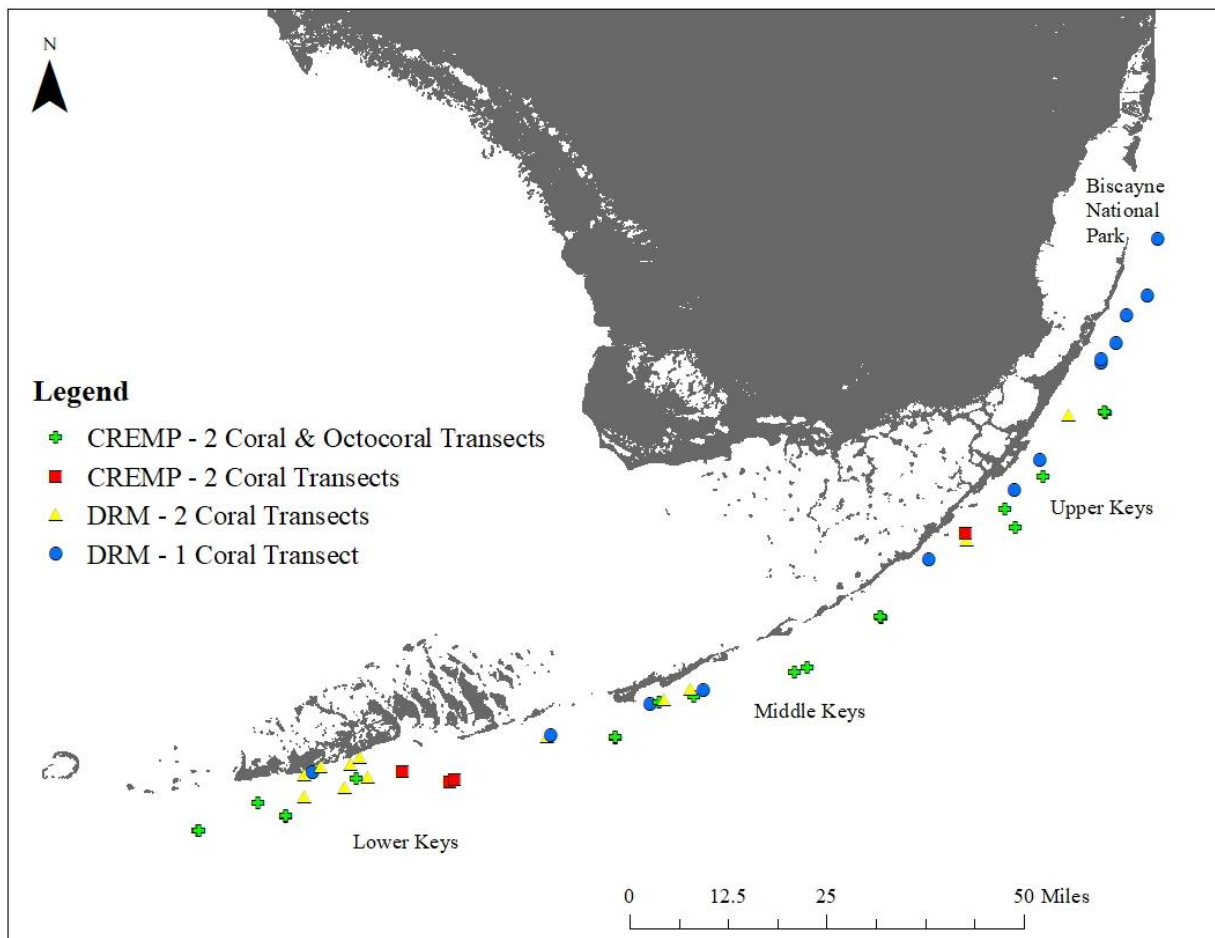 N
Biscayne
National
Park
Legend
CREMP - 2 Coral & Octocoral Transects
CREMP - 2 Coral Transects
DRM - 2 Coral Transects
DRM - 1 Coral Transect
Upper Keys
Middle Keys
Lower Keys
0 12.5 25 50 Miles